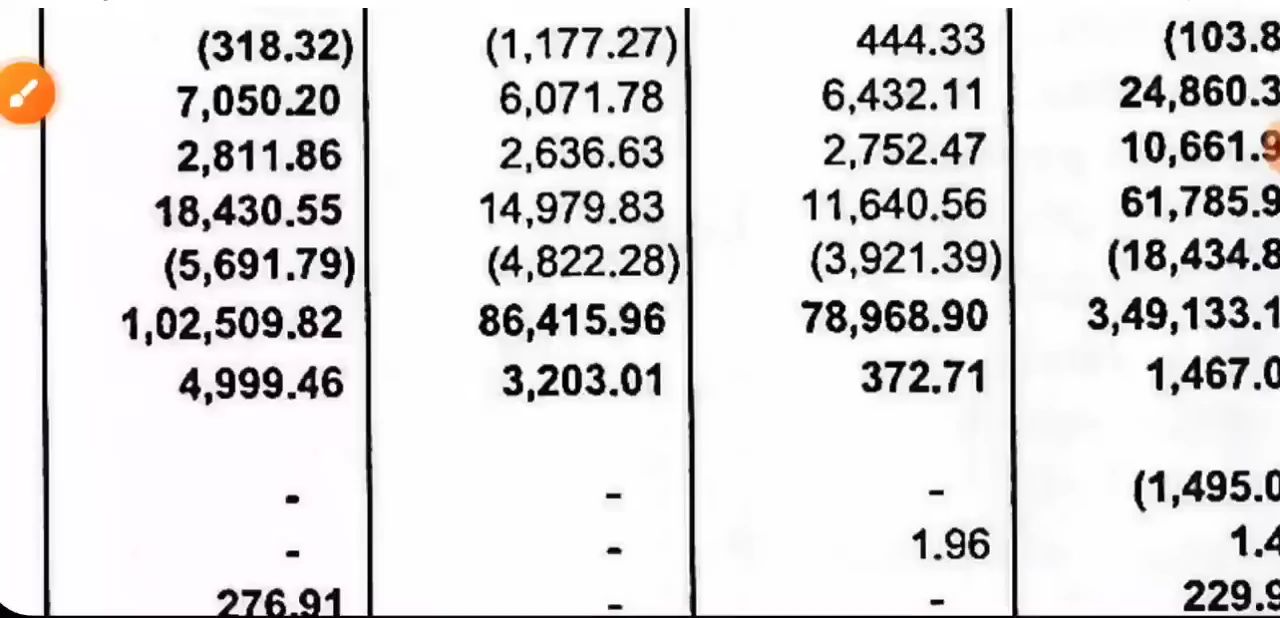 (318.32) (1,177.27) 444.33 (103.8
7,050.20 6,071.78 6,432.11 24,860.3
2,811.86 2,636.63 2,752.47 10,661.9
18,430.55 14,979.83 11,640.56 61,785.9
(5,691.79) (4,822.28) (3,921.39) (18,434.8
1,02,509.82 86,415.96 78,968.90 3,49,133.1
4,999.46 3,203.01 372.71 1,467.0
- - - (1,495.0
- - 1.96 1.4
276.91 - - 229.9